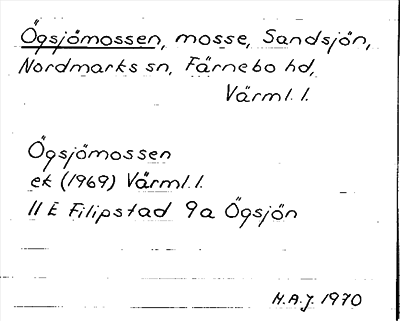 Ögsjömossen, mosse, Sandsjön,
Nordmarks sn, Färnebo hd,
Värml. l.
Ögsjömossen
ek (1969) Värml. l.
11 E Filipstad 9a Ögsjön
H.A.J. 1970